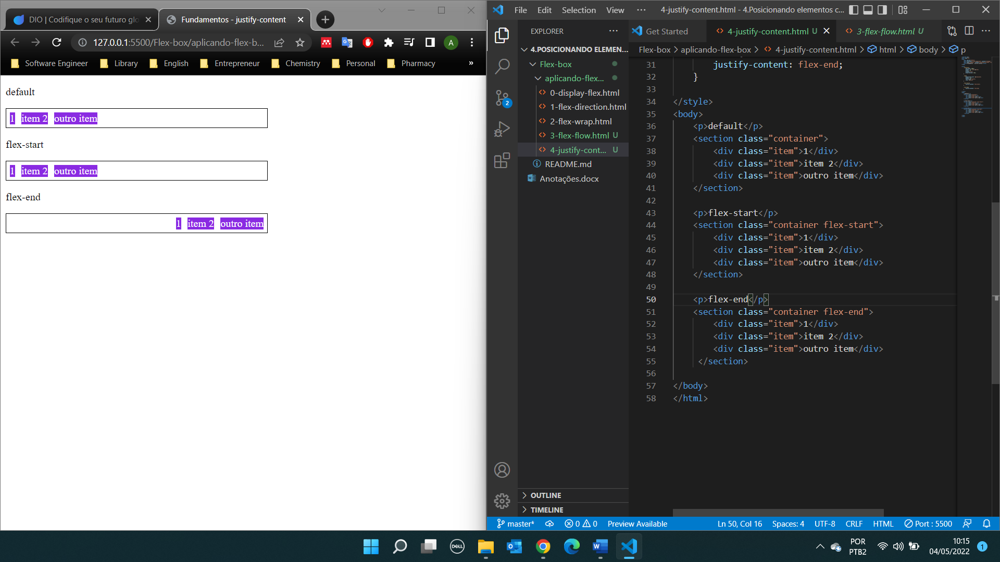 DIO | Codifique o seu futuro glo
Fundamentos - justify-content
127.0.0.1:5500/Flex-box/aplicando-flex-b...
A
Software Engineer
Library
English
Entrepreneur
Chemistry
Personal
Pharmacy
»
default
1 item 2 outro item
flex-start
1 item 2 outro item
flex-end
1 item 2 outro item
File Edit Selection View ···
4-justify-content.html - 4.Posicionando elementos c...
EXPLORER
4.POSICIONANDO ELEMEN...
Flex-box
aplicando-flex...
0-display-flex.html
1-flex-direction.html
2-flex-wrap.html
3-flex-flow.html U
4-justify-cont... U
README.md
Anotações.docx
OUTLINE
TIMELINE
2
Get Started
4-justify-content.html U
3-flex-flow.html U
Flex-box > aplicando-flex-box > 4-justify-content.html > html > body > p
31 justify-content: flex-end;
32 }
33
34 </style>
35 <body>
36 <p>default</p>
37 <section class="container">
38 <div class="item">1</div>
39 <div class="item">item 2</div>
40 <div class="item">outro item</div>
41 </section>
42
43 <p>flex-start</p>
44 <section class="container flex-start">
45 <div class="item">1</div>
46 <div class="item">item 2</div>
47 <div class="item">outro item</div>
48 </section>
49
50 <p>flex-end</p>
51 <section class="container flex-end">
52 <div class="item">1</div>
53 <div class="item">item 2</div>
54 <div class="item">outro item</div>
55 </section>
56
57 </body>
58 </html>
master* 0 0 Preview Available
Ln 50, Col 16 Spaces: 4 UTF-8 CRLF HTML Port : 5500
DELL
POR
PTB2
10:15
04/05/2022
1